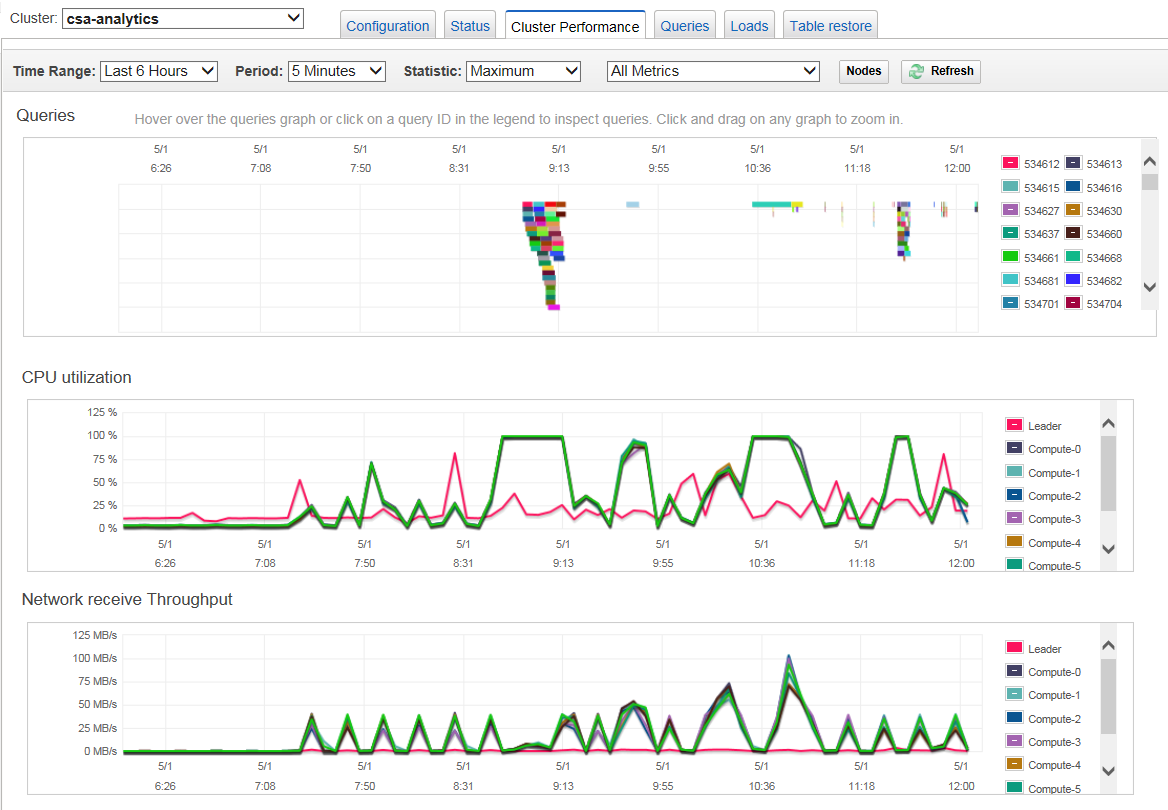 Cluster: csa-analytics
Configuration Status Cluster Performance Queries Loads Table restore
Time Range: Last 6 Hours Period: 5 Minutes Statistic: Maximum All Metrics Nodes Refresh
Queries
Hover over the queries graph or click on a query ID in the legend to inspect queries. Click and drag on any graph to zoom in.
5/1 5/1 5/1 5/1 5/1 5/1 5/1 5/1 5/1
6:26 7:08 7:50 8:31 9:13 9:55 10:36 11:18 12:00
534612 534613
534615 534616
534627 534630
534637 534660
534661 534668
534681 534682
534701 534704
CPU utilization
125 %
100 %
75 %
50 %
25 %
0 %
5/1 5/1 5/1 5/1 5/1 5/1 5/1 5/1 5/1
6:26 7:08 7:50 8:31 9:13 9:55 10:36 11:18 12:00
Leader
Compute-0
Compute-1
Compute-2
Compute-3
Compute-4
Compute-5
Network receive Throughput
125 MB/s
100 MB/s
75 MB/s
50 MB/s
25 MB/s
0 MB/s
5/1 5/1 5/1 5/1 5/1 5/1 5/1 5/1 5/1
6:26 7:08 7:50 8:31 9:13 9:55 10:36 11:18 12:00
Leader
Compute-0
Compute-1
Compute-2
Compute-3
Compute-4
Compute-5